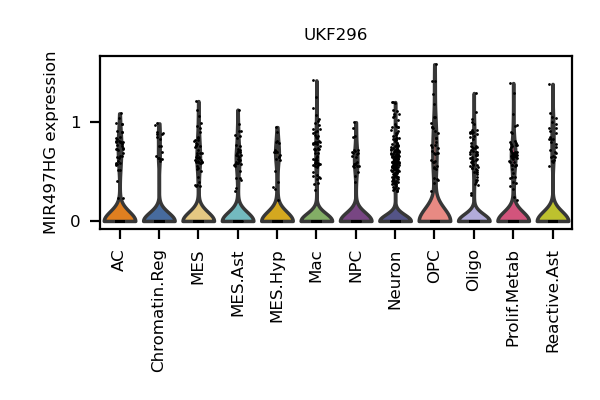 UKF296
MIR497HG expression
1
0
AC
Chromatin.Reg
MES
MES.Ast
MES.Hyp
Mac
NPC
Neuron
OPC
Oligo
Prolif.Metab
Reactive.Ast